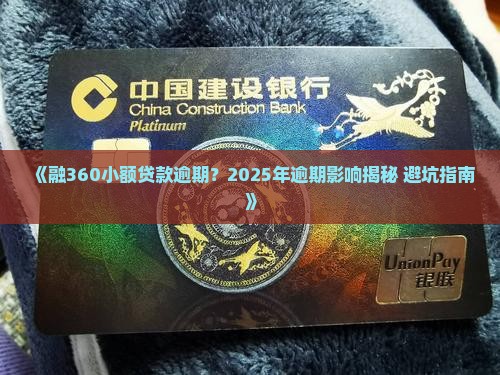 中国建设银行
China Construction Bank
Platinum
《融360小额贷款逾期？2025年逾期影响揭秘 避坑指南
》
UnionPay
银联